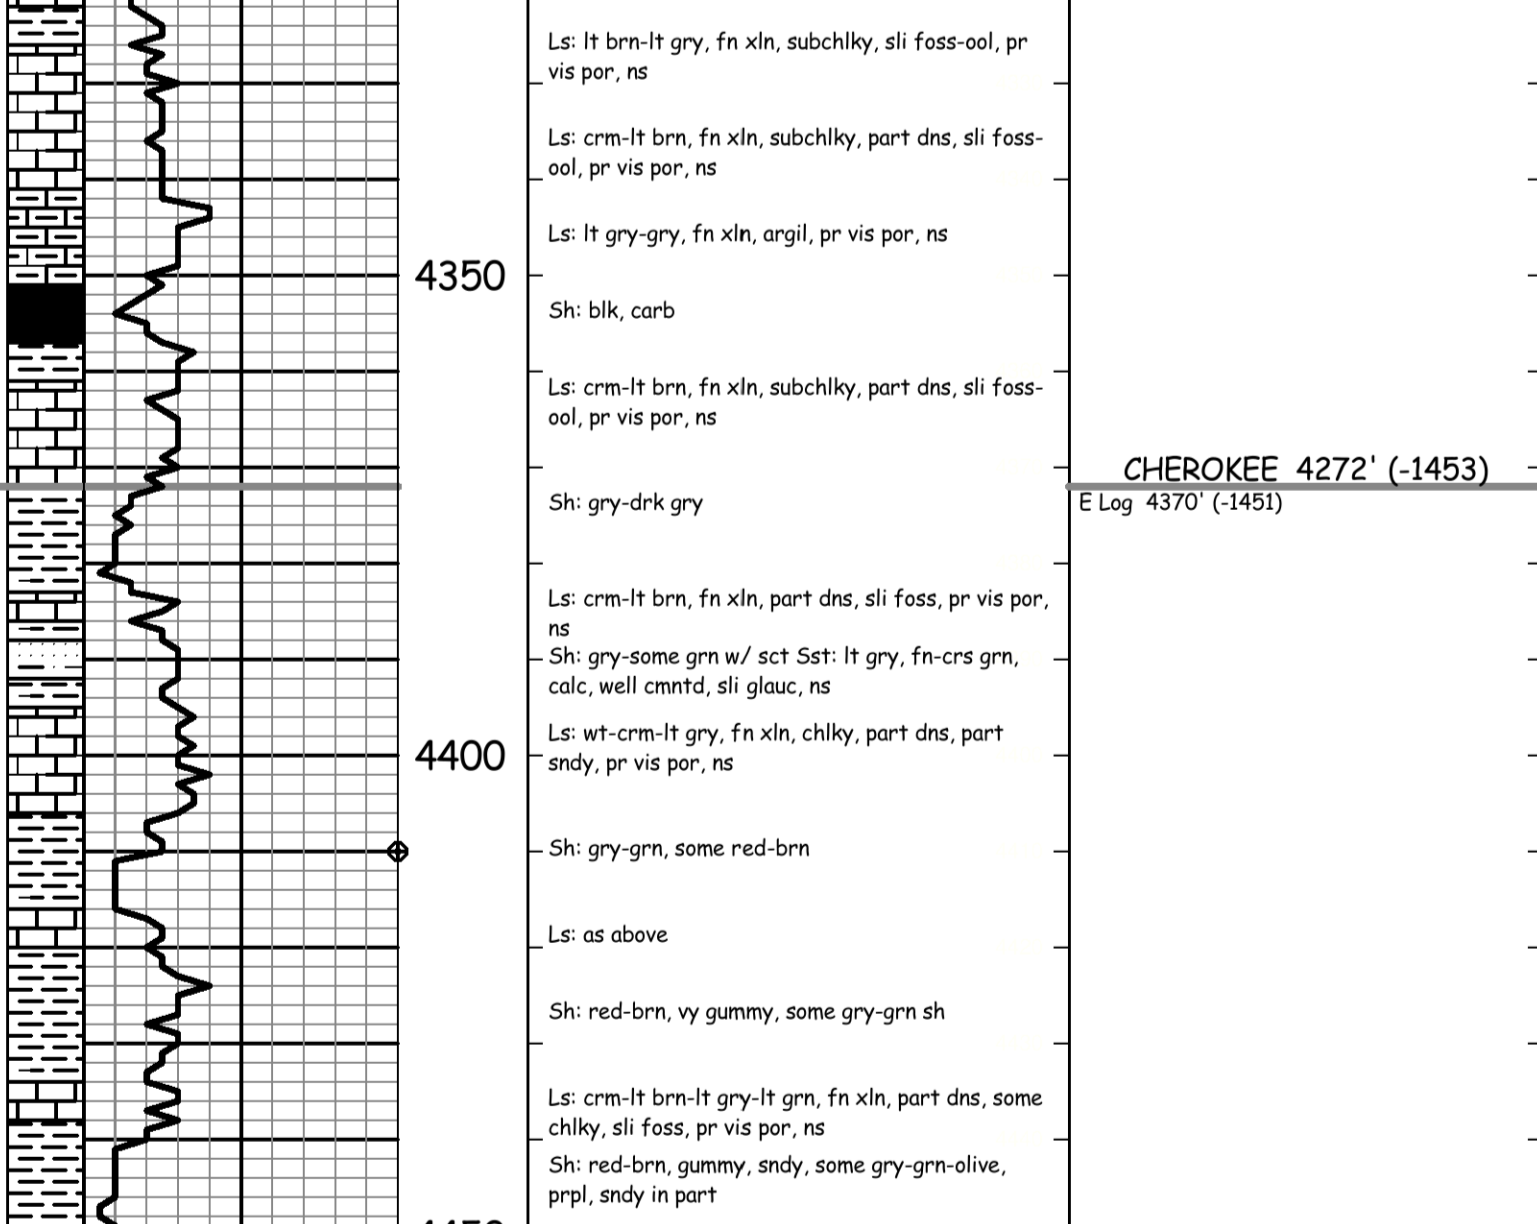 Ls: lt brn-lt gry, fn xln, subchlky, sli foss-ool, pr
vis por, ns
Ls: crm-lt brn, fn xln, subchlky, part dns, sli foss-
ool, pr vis por, ns
Ls: lt gry-gry, fn xln, argil, pr vis por, ns
4350
Sh: blk, carb
Ls: crm-lt brn, fn xln, subchlky, part dns, sli foss-
ool, pr vis por, ns
CHEROKEE 4272' (-1453)
E Log 4370' (-1451)
Sh: gry-drk gry
Ls: crm-lt brn, fn xln, part dns, sli foss, pr vis por,
ns
Sh: gry-some grn w/ sct Sst: lt gry, fn-crs grn,
calc, well cmntd, sli glauc, ns
Ls: wt-crm-lt gry, fn xln, chlky, part dns, part
sndy, pr vis por, ns
4400
Sh: gry-grn, some red-brn
Ls: as above
Sh: red-brn, vy gummy, some gry-grn sh
Ls: crm-lt brn-lt gry-lt grn, fn xln, part dns, some
chlky, sli foss, pr vis por, ns
Sh: red-brn, gummy, sndy, some gry-grn-olive,
prpl, sndy in part